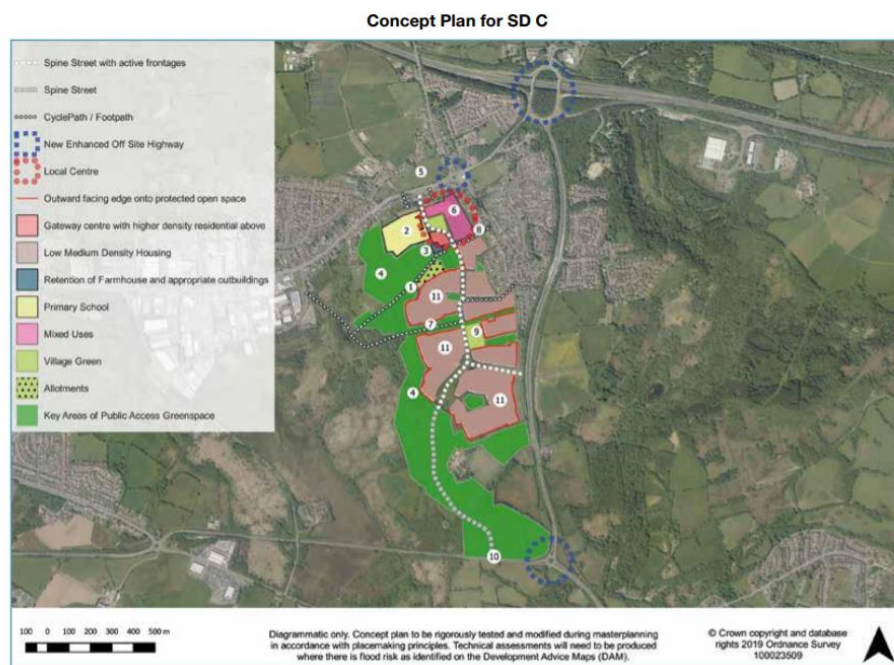 Concept Plan for SD C
Spine Street with active frontages
Spine Street
CyclePath / Footpath
New Enhanced Off Site Highway
Local Centre
Outward facing edge onto protected open space
Gateway centre with higher density residential above
Low Medium Density Housing
Retention of Farmhouse and appropriate outbuildings
Primary School
Mixed Uses
Village Green
Allotments
Key Areas of Public Access Greenspace
5
6
2
8
3
4
1
11
7
9
11
4
11
10
100 0 100 200 300 400 500 m
Diagrammatic only. Concept plan to be rigorously tested and modified during masterplanning
in accordance with placemaking principles. Technical assessments will need to be produced
where there is flood risk as identified on the Development Advice Maps (DAM).
© Crown copyright and database
rights 2019 Ordnance Survey
100023509